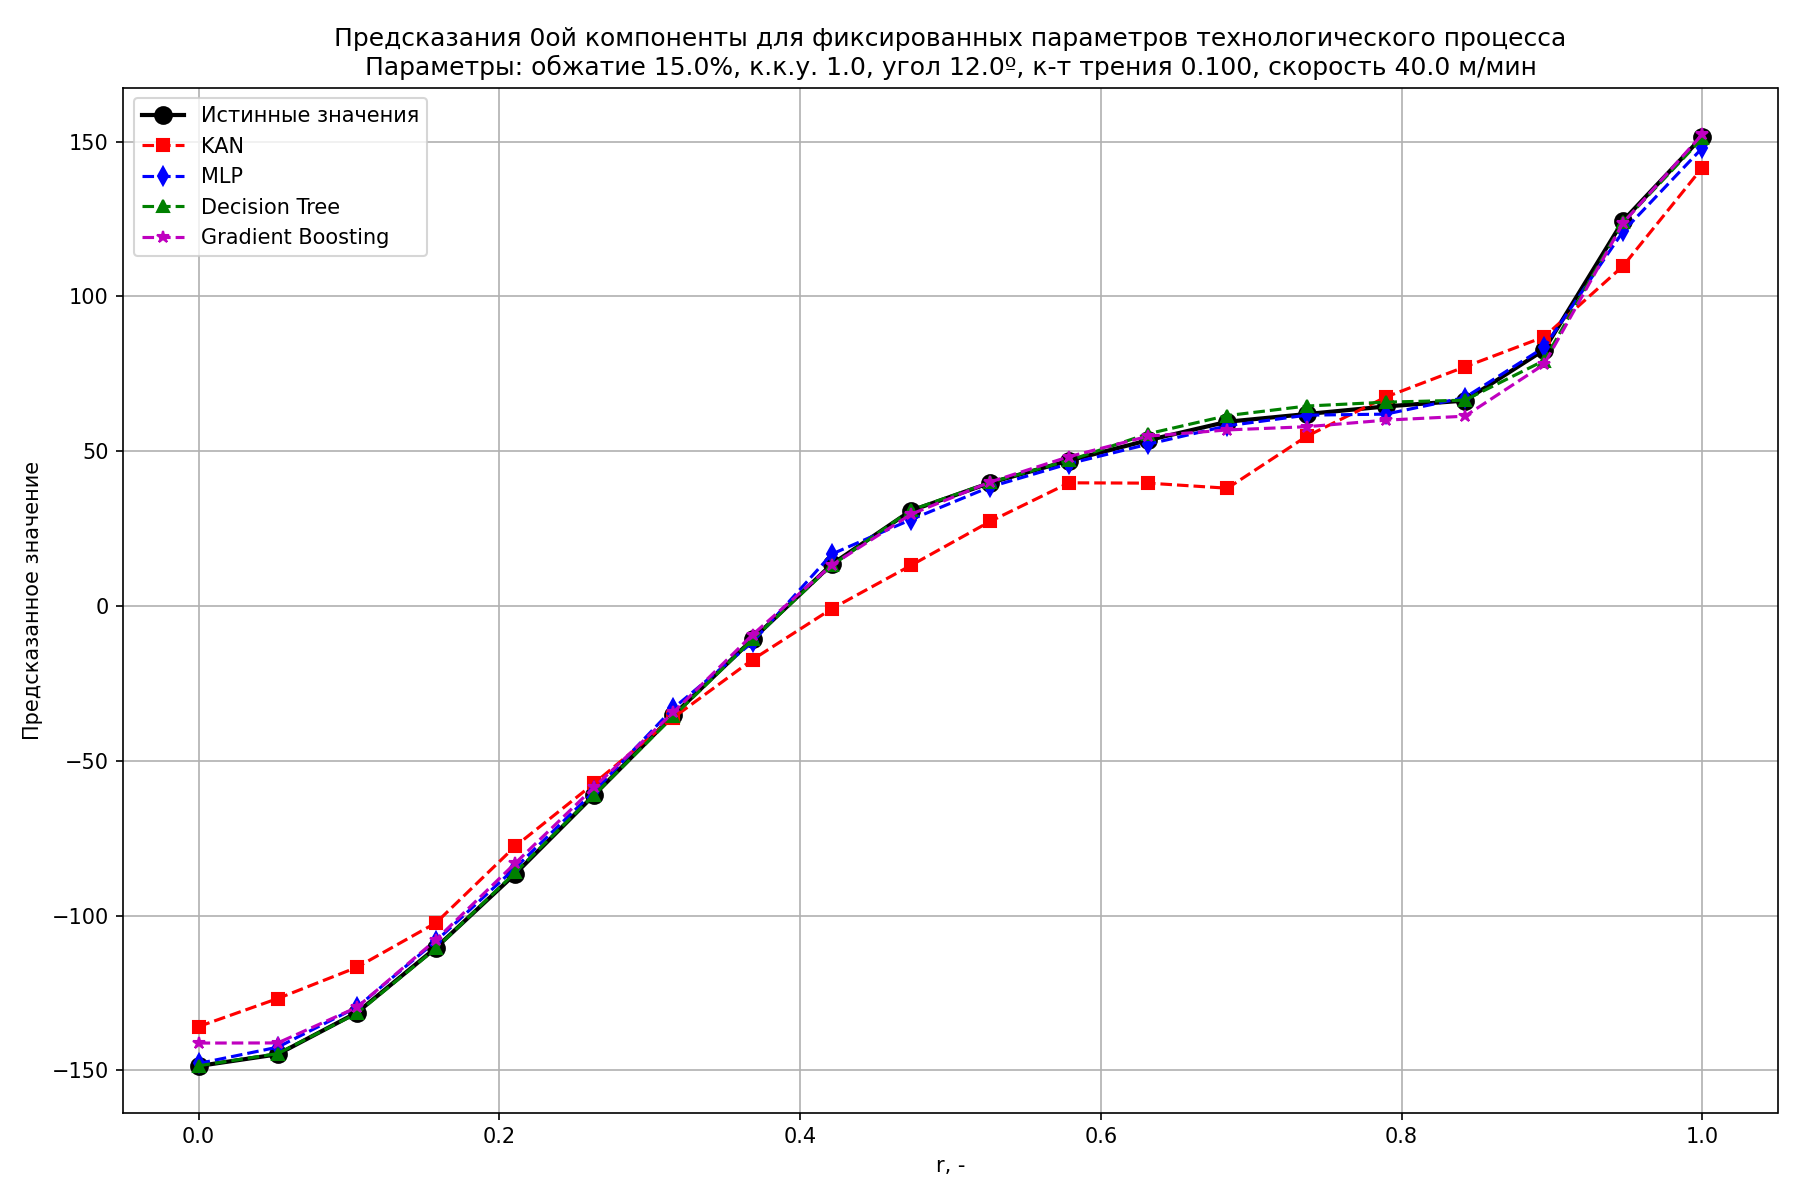 Предсказания 0ой компоненты для фиксированных параметров технологического процесса
Параметры: обжатие 15.0%, к.к.у. 1.0, угол 12.0º, к-т трения 0.100, скорость 40.0 м/мин
Истинные значения
KAN
MLP
Decision Tree
Gradient Boosting
Предсказанное значение
150
100
50
0
−50
−100
−150
0.0
0.2
0.4
0.6
0.8
1.0
r, -